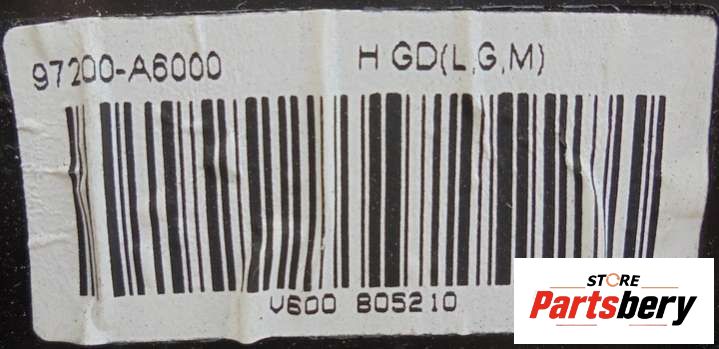 97200-A6000 H GD(L,G,M)
V600 805210
STORE
Partsbery